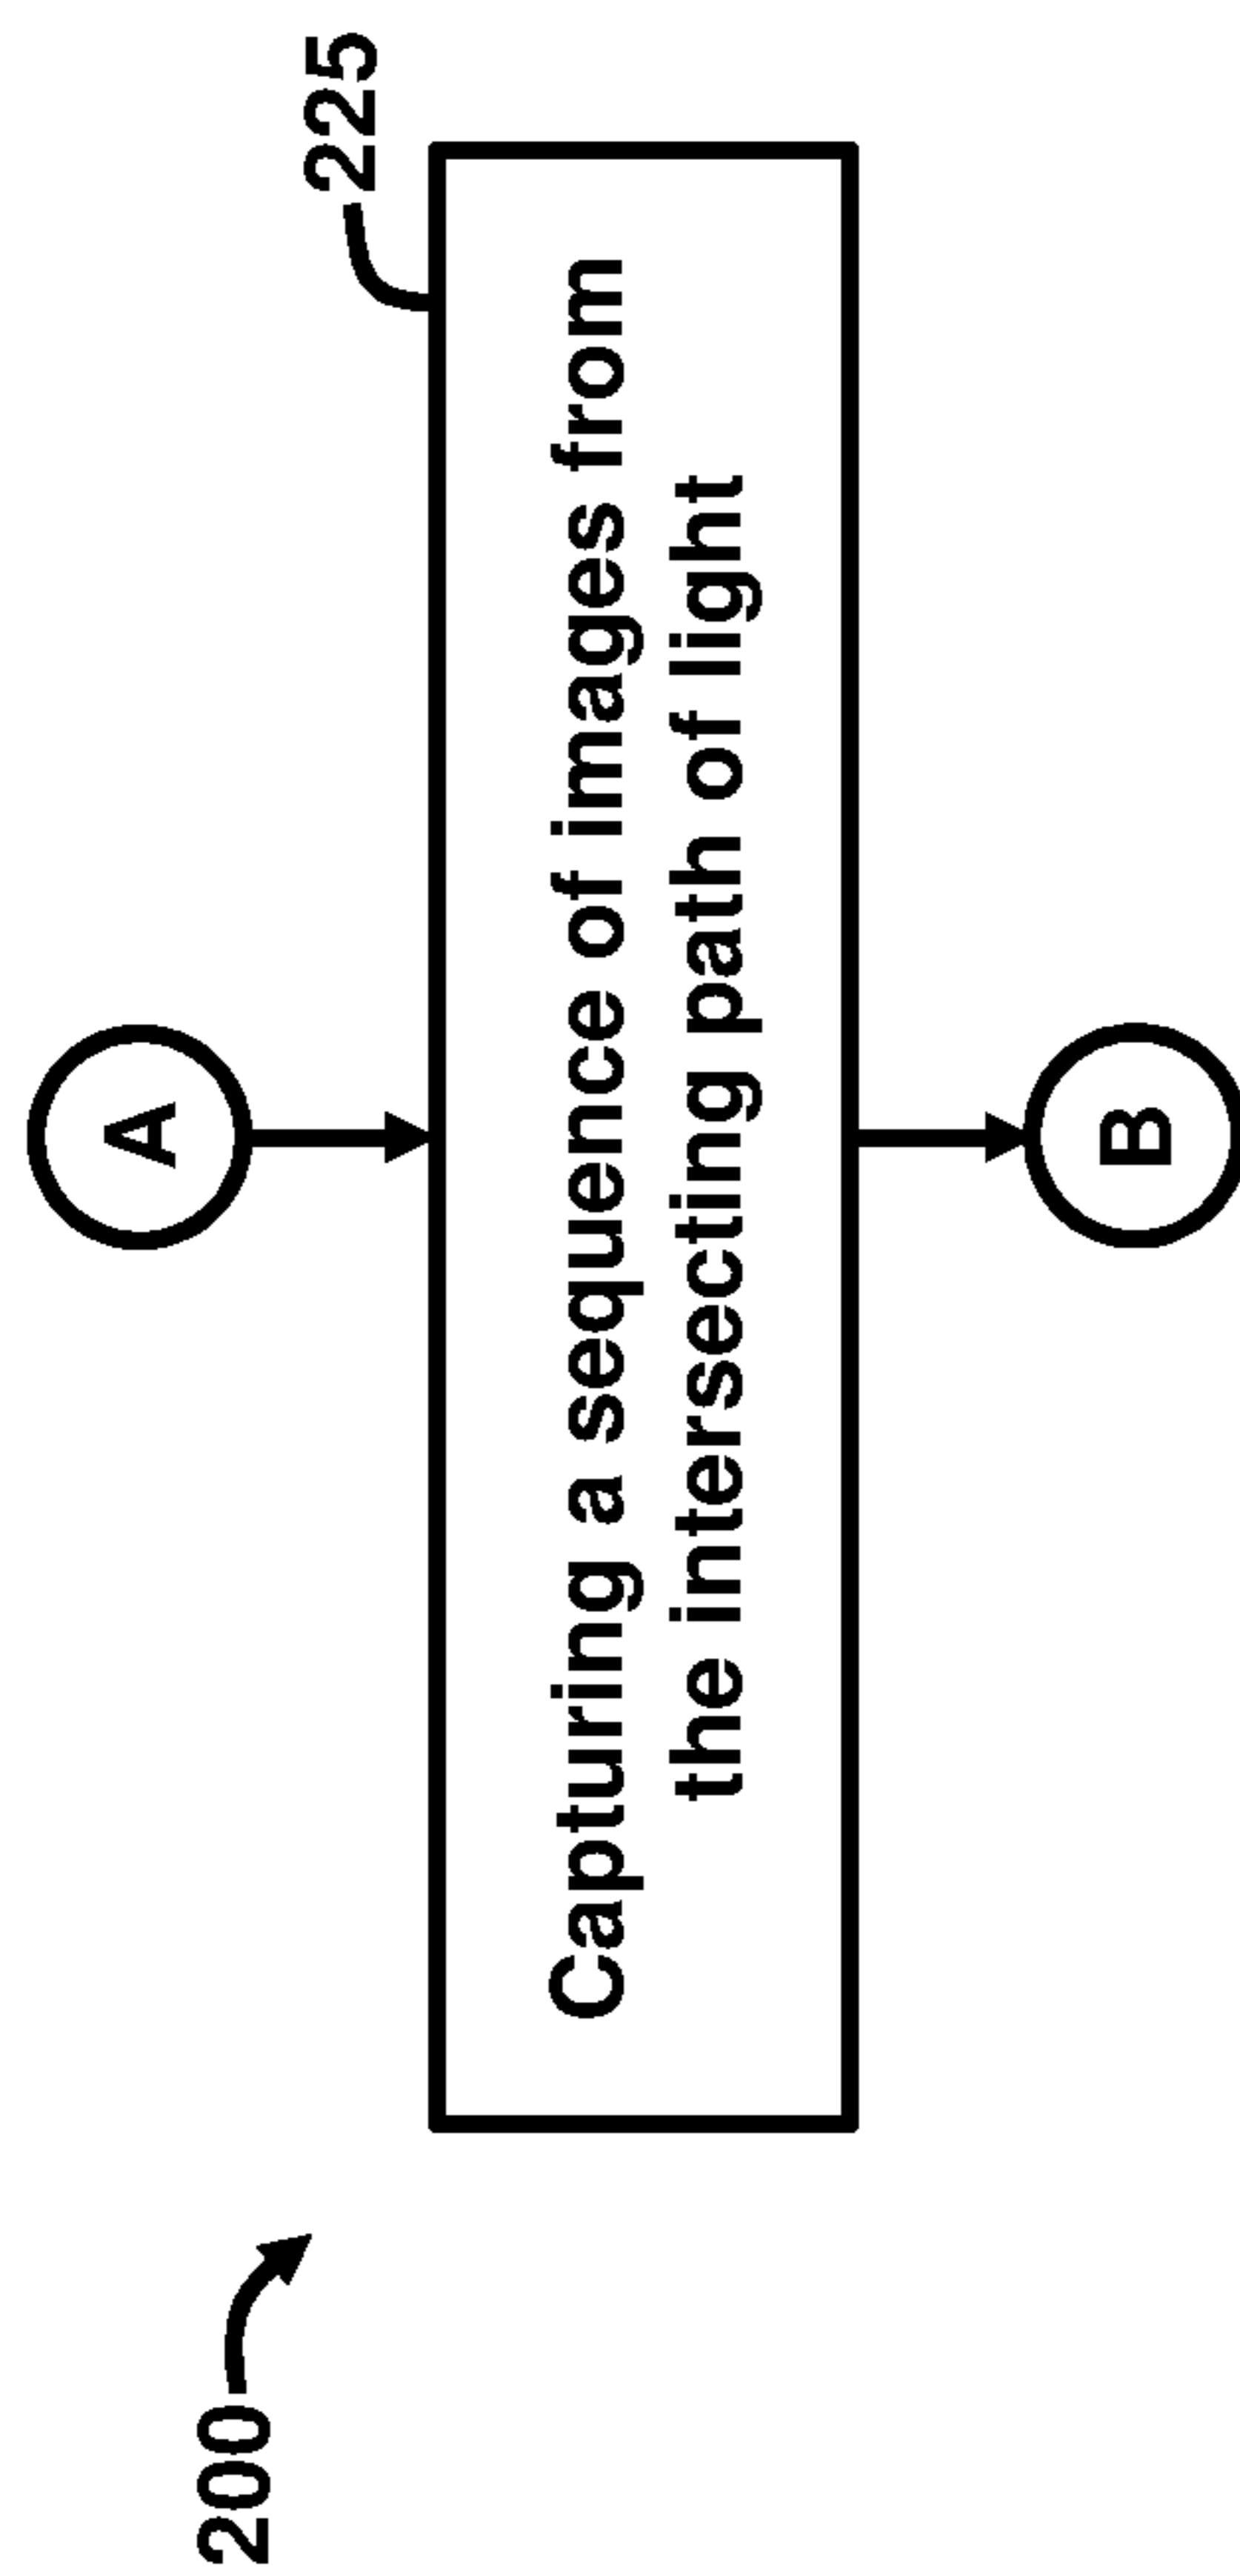 200
A
225
Capturing a sequence of images from
the intersecting path of light
B